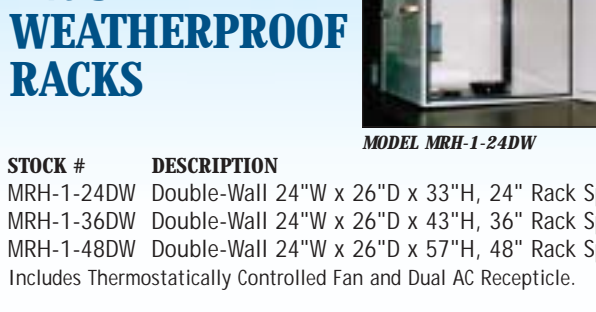 WEATHERPROOF
RACKS
MODEL MRH-1-24DW
STOCK # DESCRIPTION
MRH-1-24DW Double-Wall 24"W x 26"D x 33"H, 24" Rack
MRH-1-36DW Double-Wall 24"W x 26"D x 43"H, 36" Rack
MRH-1-48DW Double-Wall 24"W x 26"D x 57"H, 48" Rack
Includes Thermostatically Controlled Fan and Dual AC Recepticle.